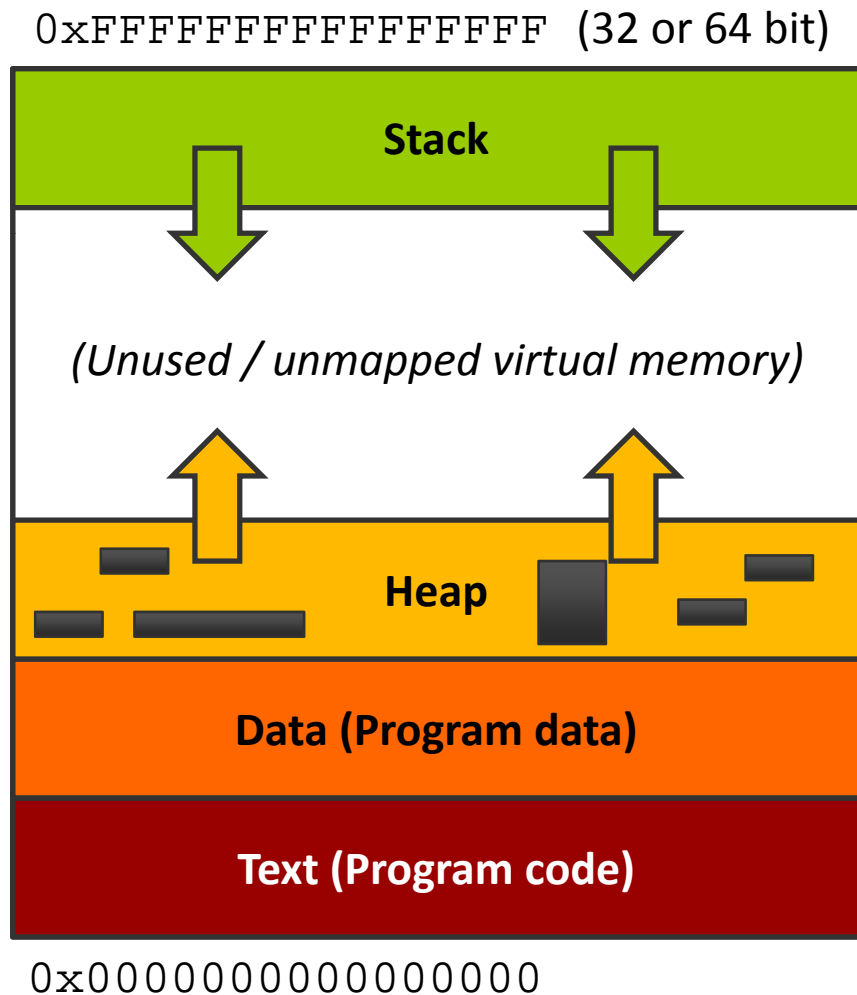 0xFFFFFFFFFFFFFFFF (32 or 64 bit)
Stack
(Unused / unmapped virtual memory)
Heap
Data (Program data)
Text (Program code)
0x0000000000000000